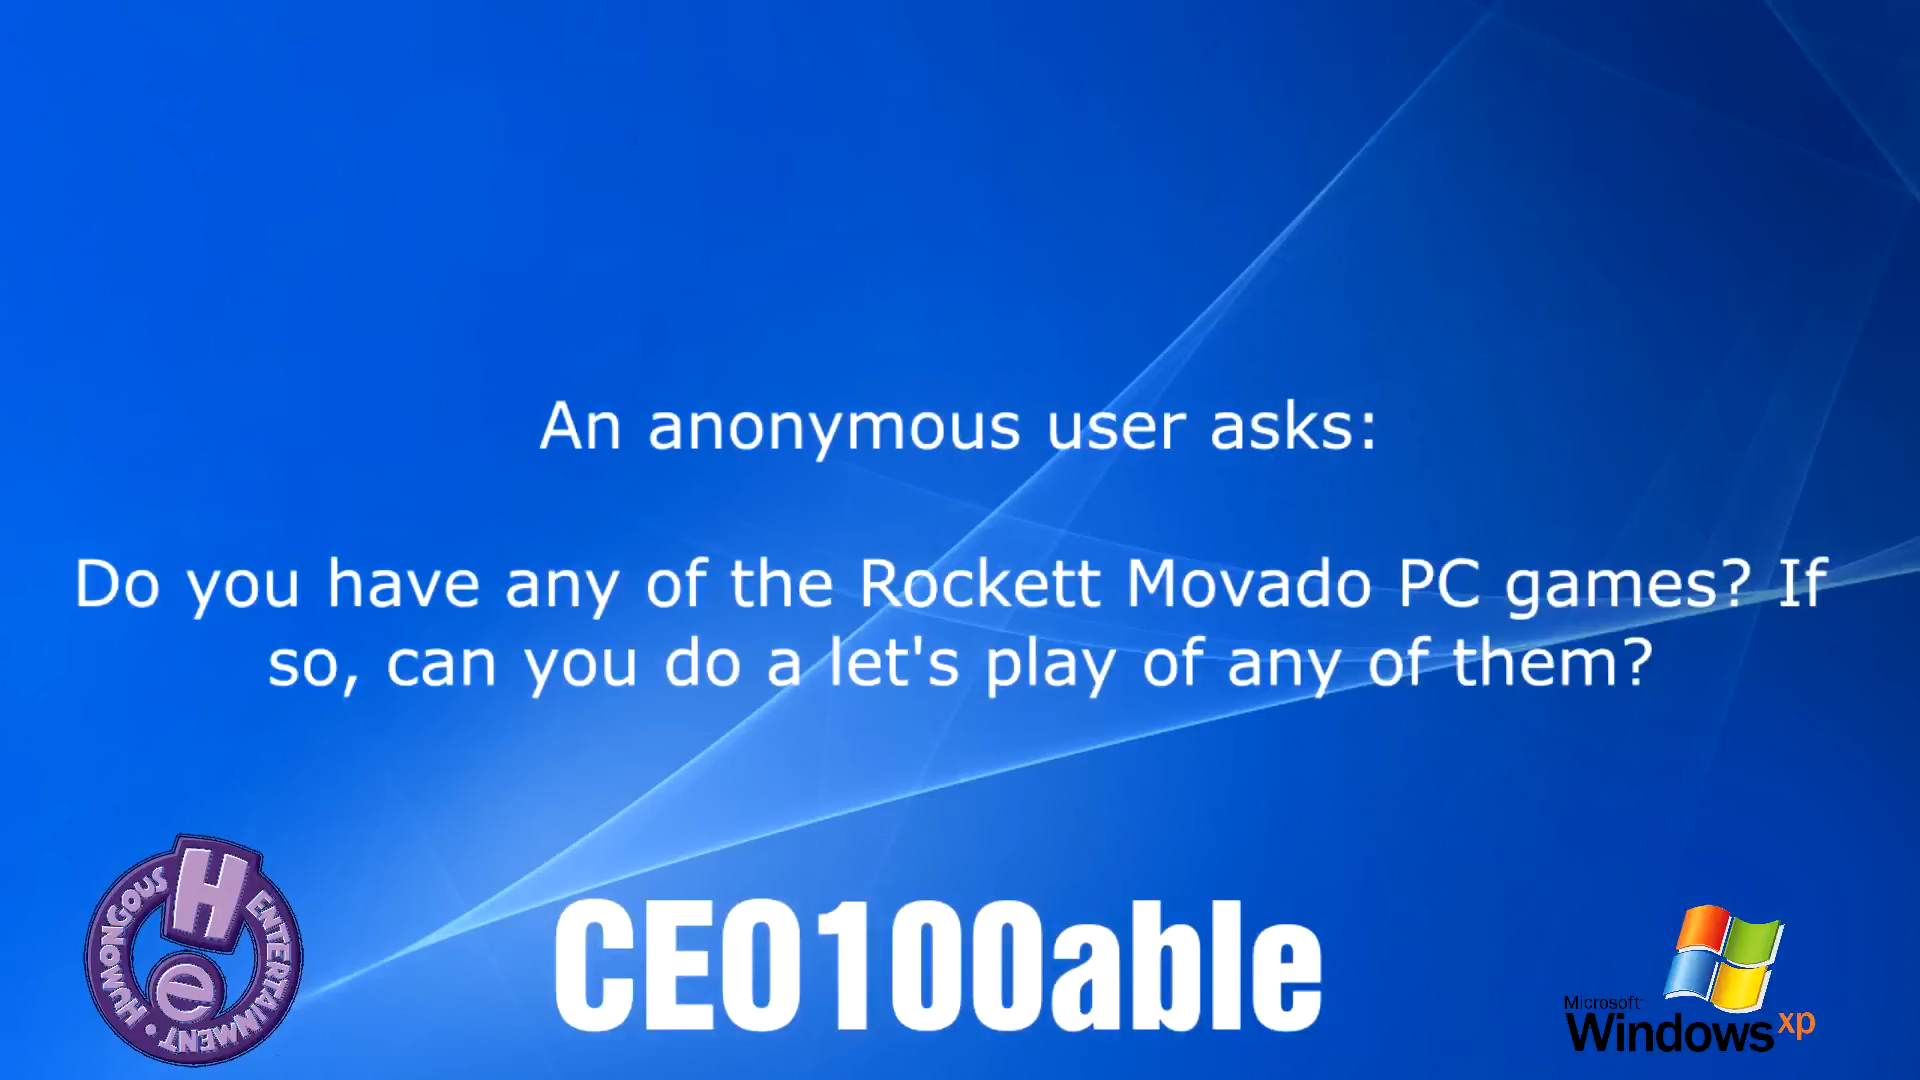 An anonymous user asks:
Do you have any of the Rockett Movado PC games? If
so, can you do a let's play of any of them?
HUMONGOUS ENTERTAINMENT
He
CEO100able
Microsoft
Windows xp